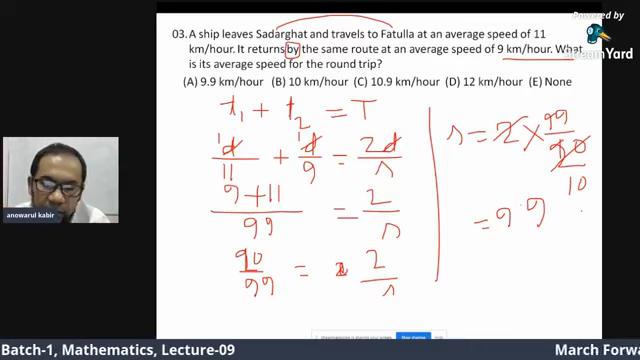 Powered by
StreamYard
03. A ship leaves Sadarghat and travels to Fatulla at an average speed of 11
km/hour. It returns by the same route at an average speed of 9 km/hour. What
is its average speed for the round trip?
(A) 9.9 km/hour (B) 10 km/hour (C) 10.9 km/hour (D) 12 km/hour (E) None
t₁ + t₂ = T
1d/11 + 1d/9 = 2d/s
9+11/99 = 2/s
20/99 = 2/s
s = 2 × 99/20
10
= 9.9
anowarul kabir
Batch-1, Mathematics, Lecture-09
March Forw